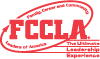 Family, Career and Community
FCCLA
Leaders of America
The Ultimate
Leadership
Experience